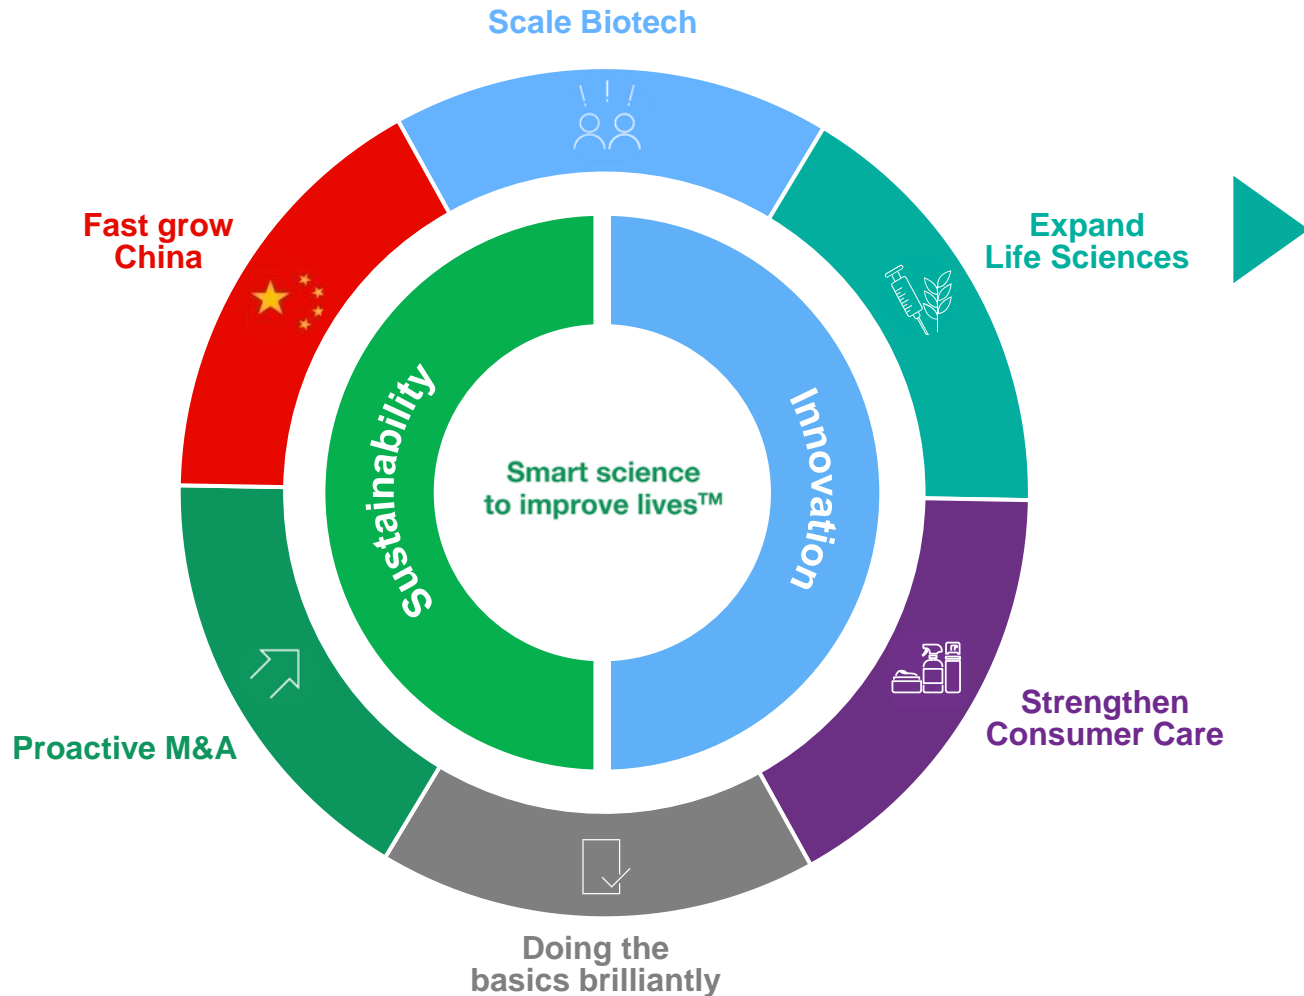 Scale Biotech
Fast grow
China
Expand
Life Sciences
Sustainability
Innovation
Smart science
to improve lives™
Strengthen
Consumer Care
Proactive M&A
Doing the
basics brilliantly